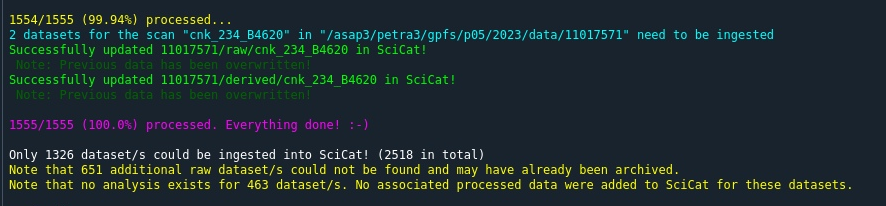 1554/1555 (99.94%) processed...
2 datasets for the scan "cnk_234_B4620" in "/asap3/petra3/gpfs/p05/2023/data/11017571" need to be ingested
Successfully updated 11017571/raw/cnk_234_B4620 in SciCat!
Note: Previous data has been overwritten!
Successfully updated 11017571/derived/cnk_234_B4620 in SciCat!
Note: Previous data has been overwritten!
1555/1555 (100.0%) processed. Everything done! :-)
Only 1326 dataset/s could be ingested into SciCat! (2518 in total)
Note that 651 additional raw dataset/s could not be found and may have already been archived.
Note that no analysis exists for 463 dataset/s. No associated processed data were added to SciCat for these datasets.